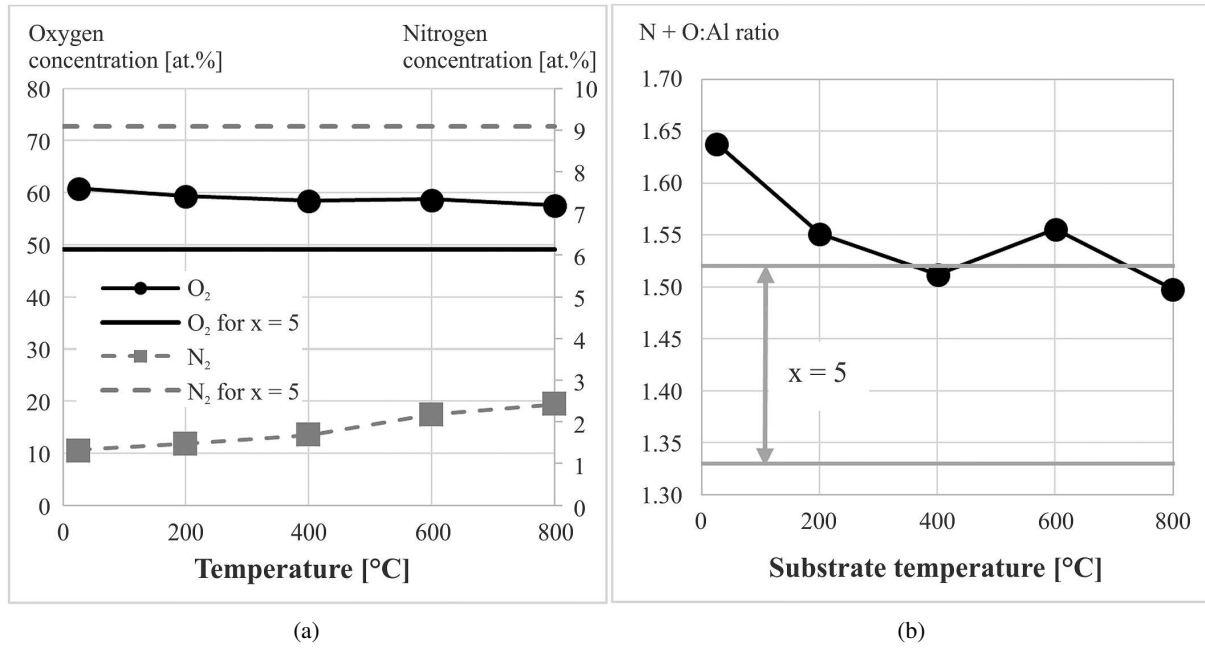 Oxygen
concentration [at.%]
Nitrogen
concentration [at.%]
80
70
60
50
40
30
20
10
0
10
9
8
7
6
5
4
3
2
1
0
O₂
O₂ for x = 5
N₂
N₂ for x = 5
0 200 400 600 800
Temperature [°C]
(a)
N + O:Al ratio
1.70
1.65
1.60
1.55
1.50
1.45
1.40
1.35
1.30
x = 5
0 200 400 600 800
Substrate temperature [°C]
(b)